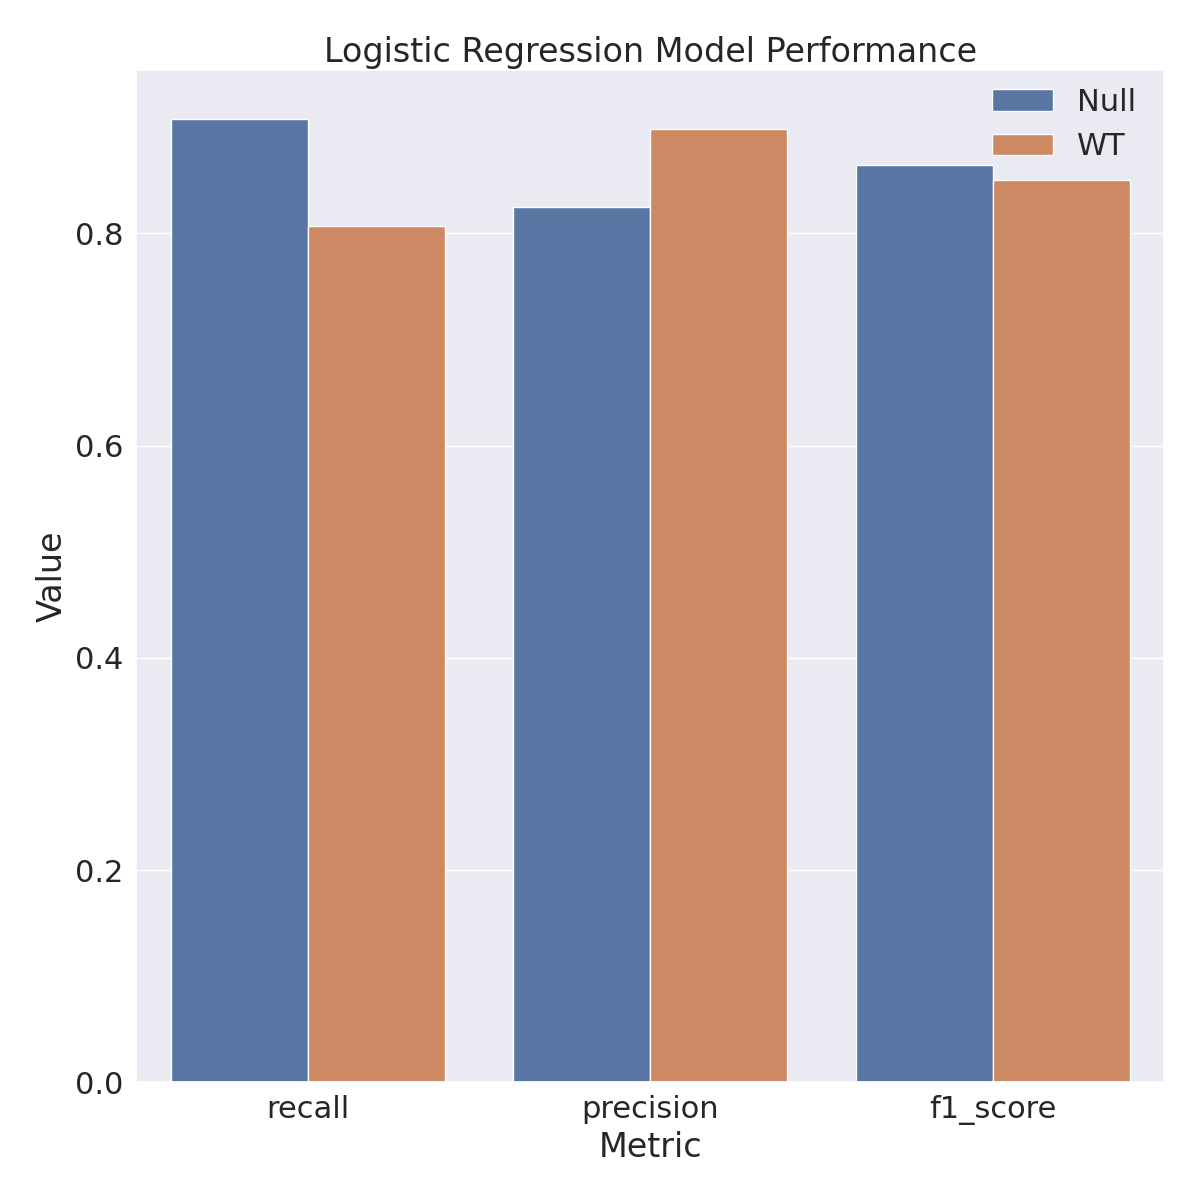 Logistic Regression Model Performance
Null
WT
Value
0.8
0.6
0.4
0.2
0.0
recall precision f1_score
Metric